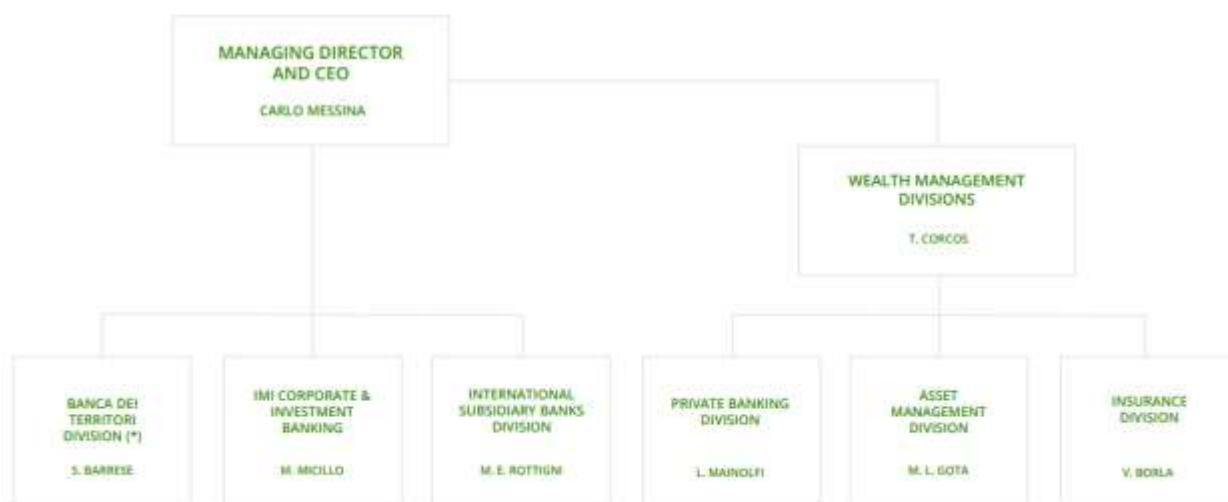 MANAGING DIRECTOR
AND CEO
CARLO MESSINA
WEALTH MANAGEMENT
DIVISIONS
T. CORCOS
BANCA DEI
TERRITORI
DIVISION (*)
S. BARRESE
IMI CORPORATE &
INVESTMENT
BANKING
M. MICILLO
INTERNATIONAL
SUBSIDIARY BANKS
DIVISION
M. E. ROTTIGNI
PRIVATE BANKING
DIVISION
L. MAINOLFI
ASSET
MANAGEMENT
DIVISION
M. L. GOTA
INSURANCE
DIVISION
V. BORLA